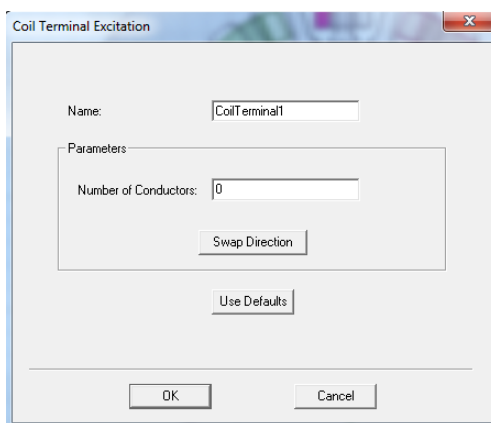 Coil Terminal Excitation
Name: CoilTerminal1
Parameters
Number of Conductors: 0
Swap Direction
Use Defaults
OK Cancel